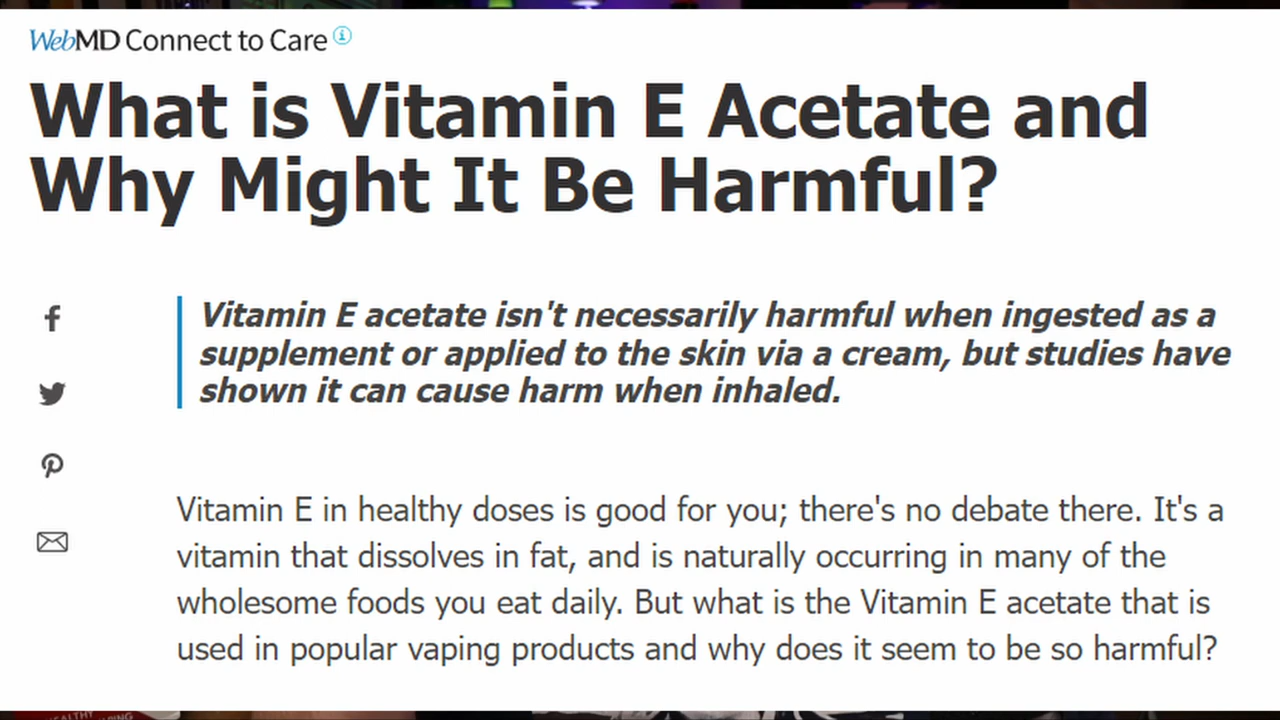 WebMD Connect to Care
What is Vitamin E Acetate and
Why Might It Be Harmful?
Vitamin E acetate isn't necessarily harmful when ingested as a
supplement or applied to the skin via a cream, but studies have
shown it can cause harm when inhaled.
Vitamin E in healthy doses is good for you; there's no debate there. It's a
vitamin that dissolves in fat, and is naturally occurring in many of the
wholesome foods you eat daily. But what is the Vitamin E acetate that is
used in popular vaping products and why does it seem to be so harmful?